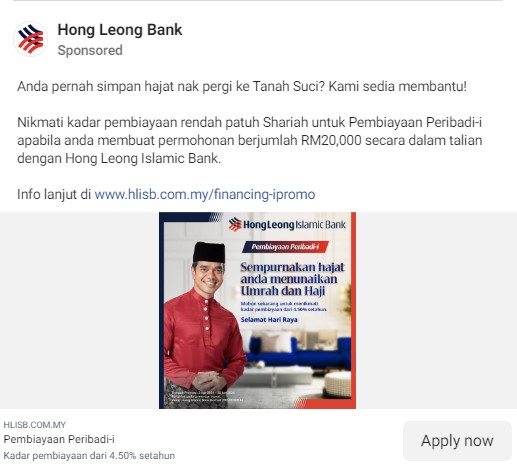 Hong Leong Bank
Sponsored
Anda pernah simpan hajat nak pergi ke Tanah Suci? Kami sedia membantu!
Nikmati kadar pembiayaan rendah patuh Shariah untuk Pembiayaan Peribadi-i
apabila anda membuat permohonan berjumlah RM20,000 secara dalam talian
dengan Hong Leong Islamic Bank.
Info lanjut di www.hlisb.com.my/financing-ipromo
HongLeong Islamic Bank
Pembiayaan Peribadi-i
Sempurnakan hajat
anda menunaikan
Umrah dan Haji
Mohon sekarang untuk menikmati
kadar pembiayaan dari 4.50% setahun.
Selamat Hari Raya
HLISB.COM.MY
Pembiayaan Peribadi-i
Kadar pembiayaan dari 4.50% setahun
Apply now